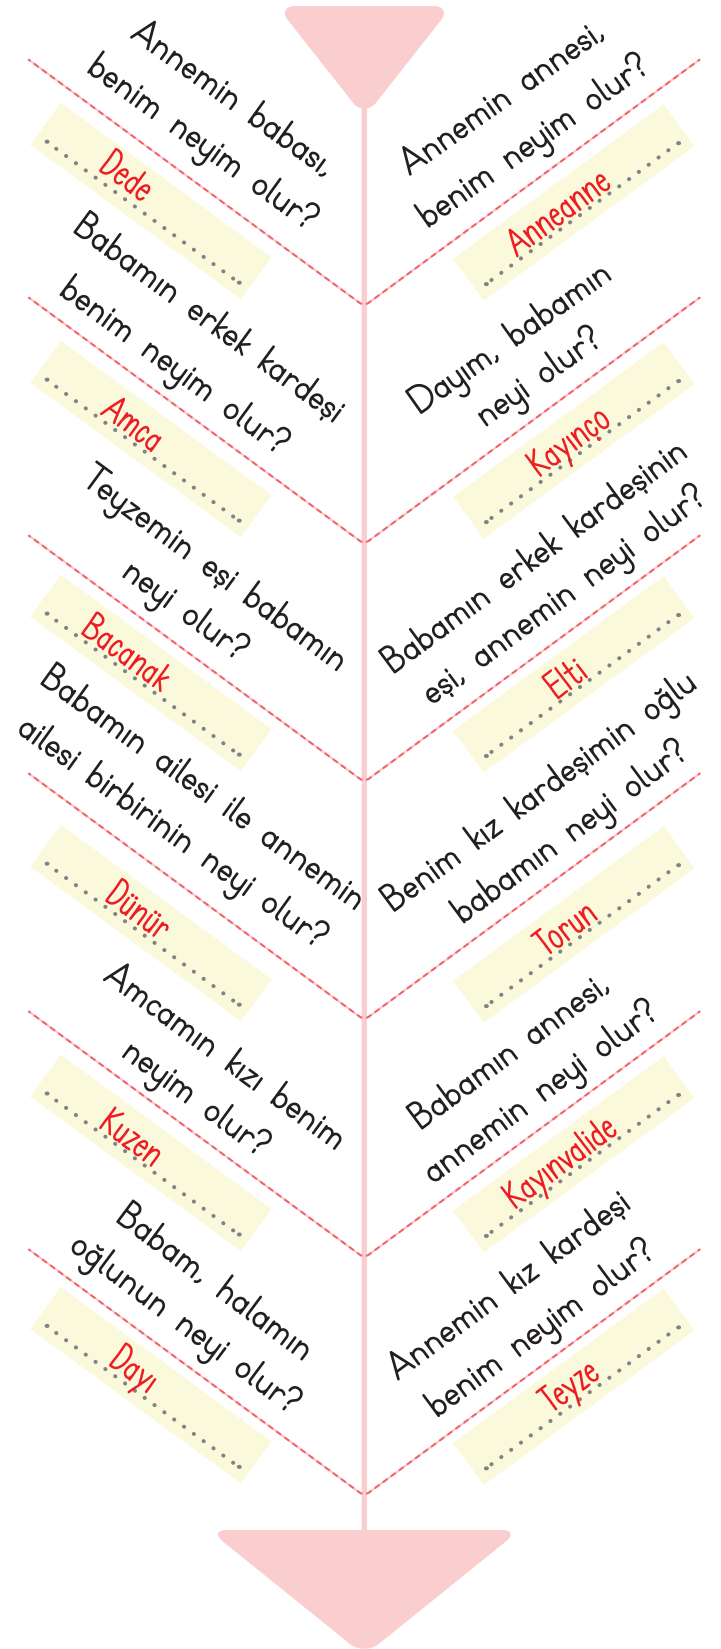 Annemin babası,
benim neyim olur?
Dede
Annemin annesi,
benim neyim olur?
Anneanne
Babamın erkek kardeşi
benim neyim olur?
Amca
Dayım, babamın
neyi olur?
Kayınço
Teyzemin eşi babamın
neyi olur?
Bacanak
Babamın erkek kardeşinin
eşi, annemin neyi olur?
Elti
Babamın ailesi ile annemin
ailesi birbirinin neyi olur?
Dünür
Benim kız kardeşimin oğlu
babamın neyi olur?
Torun
Amcamın kızı benim
neyim olur?
Kuzen
Babamın annesi,
annemin neyi olur?
Kayınvalide
Babam, halamın
oğlunun neyi olur?
Dayı
Annemin kız kardeşi
benim neyim olur?
Teyze